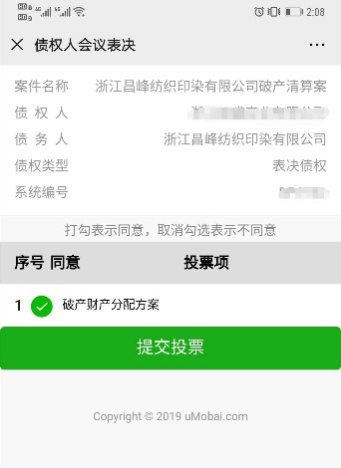 2:08
债权人会议表决
案件名称 浙江昌峰纺织印染有限公司破产清算案
债 权 人
债 务 人 浙江昌峰纺织印染有限公司
债权类型 表决债权
系统编号
打勾表示同意，取消勾选表示不同意
序号 同意 投票项
1 破产财产分配方案
提交投票
Copyright © 2019 uMobai.com